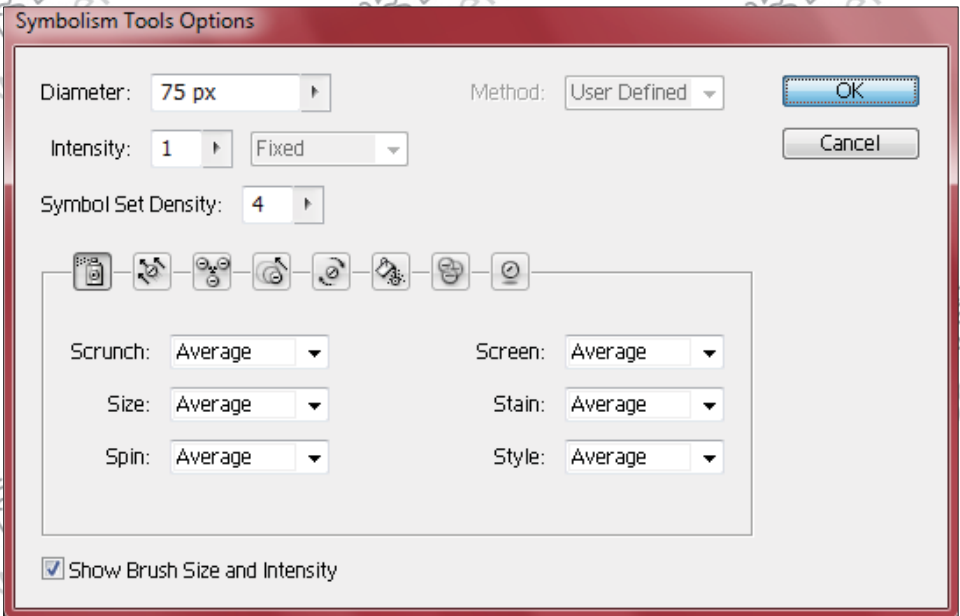 Symbolism Tools Options
Diameter: 75 px Method: User Defined OK
Intensity: 1 Fixed Cancel
Symbol Set Density: 4
Scrunch: Average Screen: Average
Size: Average Stain: Average
Spin: Average Style: Average
Show Brush Size and Intensity